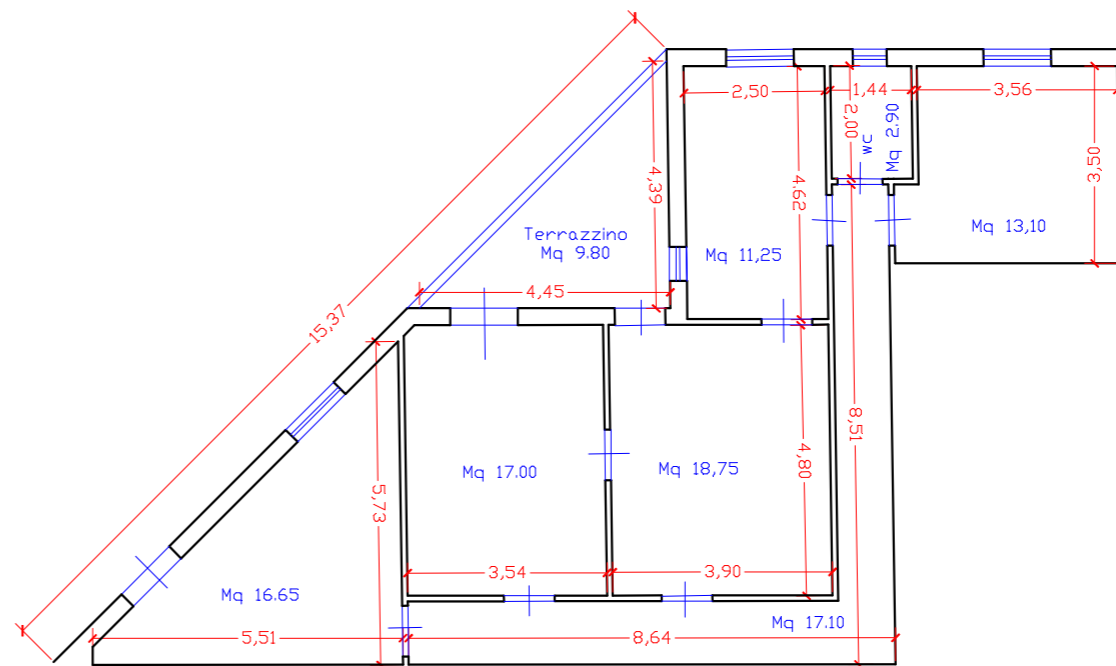 2,50
1,44
3,56
2,00
wc
Mq 2.90
3,50
4,39
4.62
Terrazzino
Mq 9.80
Mq 11,25
Mq 13,10
4,45
15,37
8,51
5,73
Mq 17.00
Mq 18,75
4,80
3,54
3,90
Mq 16.65
Mq 17.10
5,51
8,64